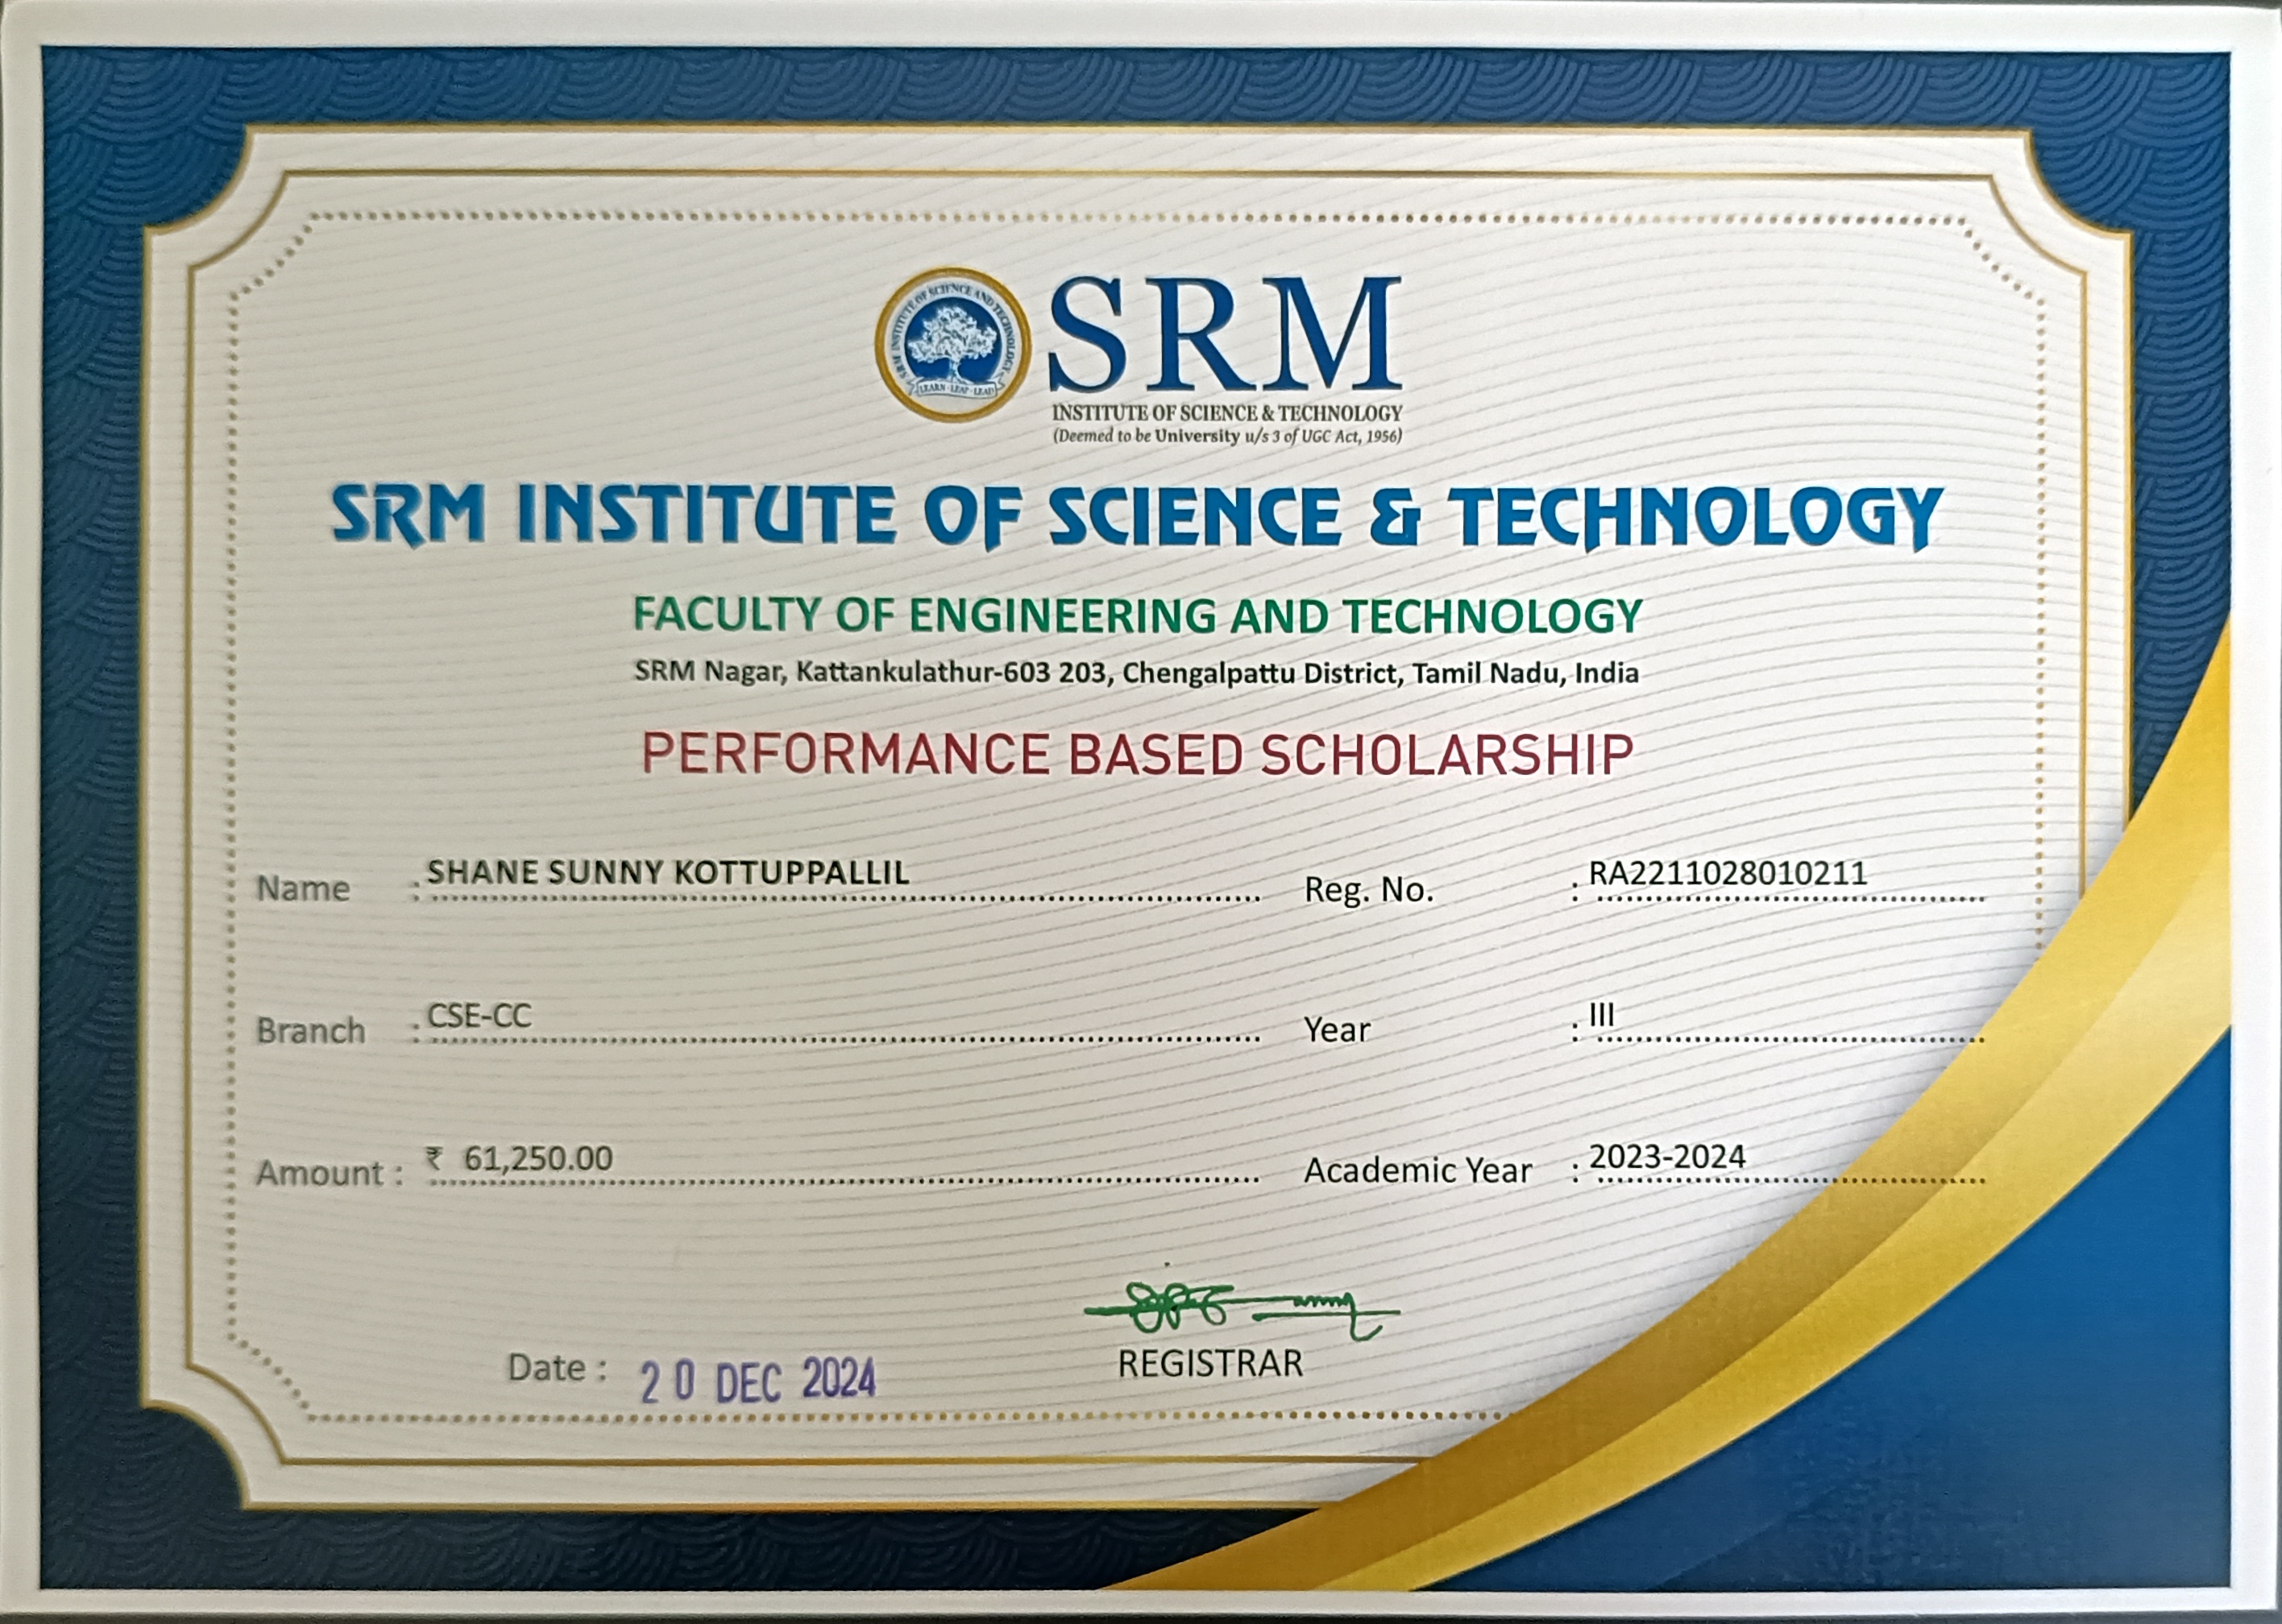 SRM INSTITUTE OF SCIENCE AND TECHNOLOGY
LEARN - LEAP - LEAD
SRM
INSTITUTE OF SCIENCE & TECHNOLOGY
(Deemed to be University u/s 3 of UGC Act, 1956)
SRM INSTITUTE OF SCIENCE & TECHNOLOGY
FACULTY OF ENGINEERING AND TECHNOLOGY
SRM Nagar, Kattankulathur-603 203, Chengalpattu District, Tamil Nadu, India
PERFORMANCE BASED SCHOLARSHIP
Name : SHANE SUNNY KOTTUPPALLIL Reg. No. : RA2211028010211
Branch : CSE-CC Year : III
Amount : ₹ 61,250.00 Academic Year : 2023-2024
Date : 20 DEC 2024
REGISTRAR